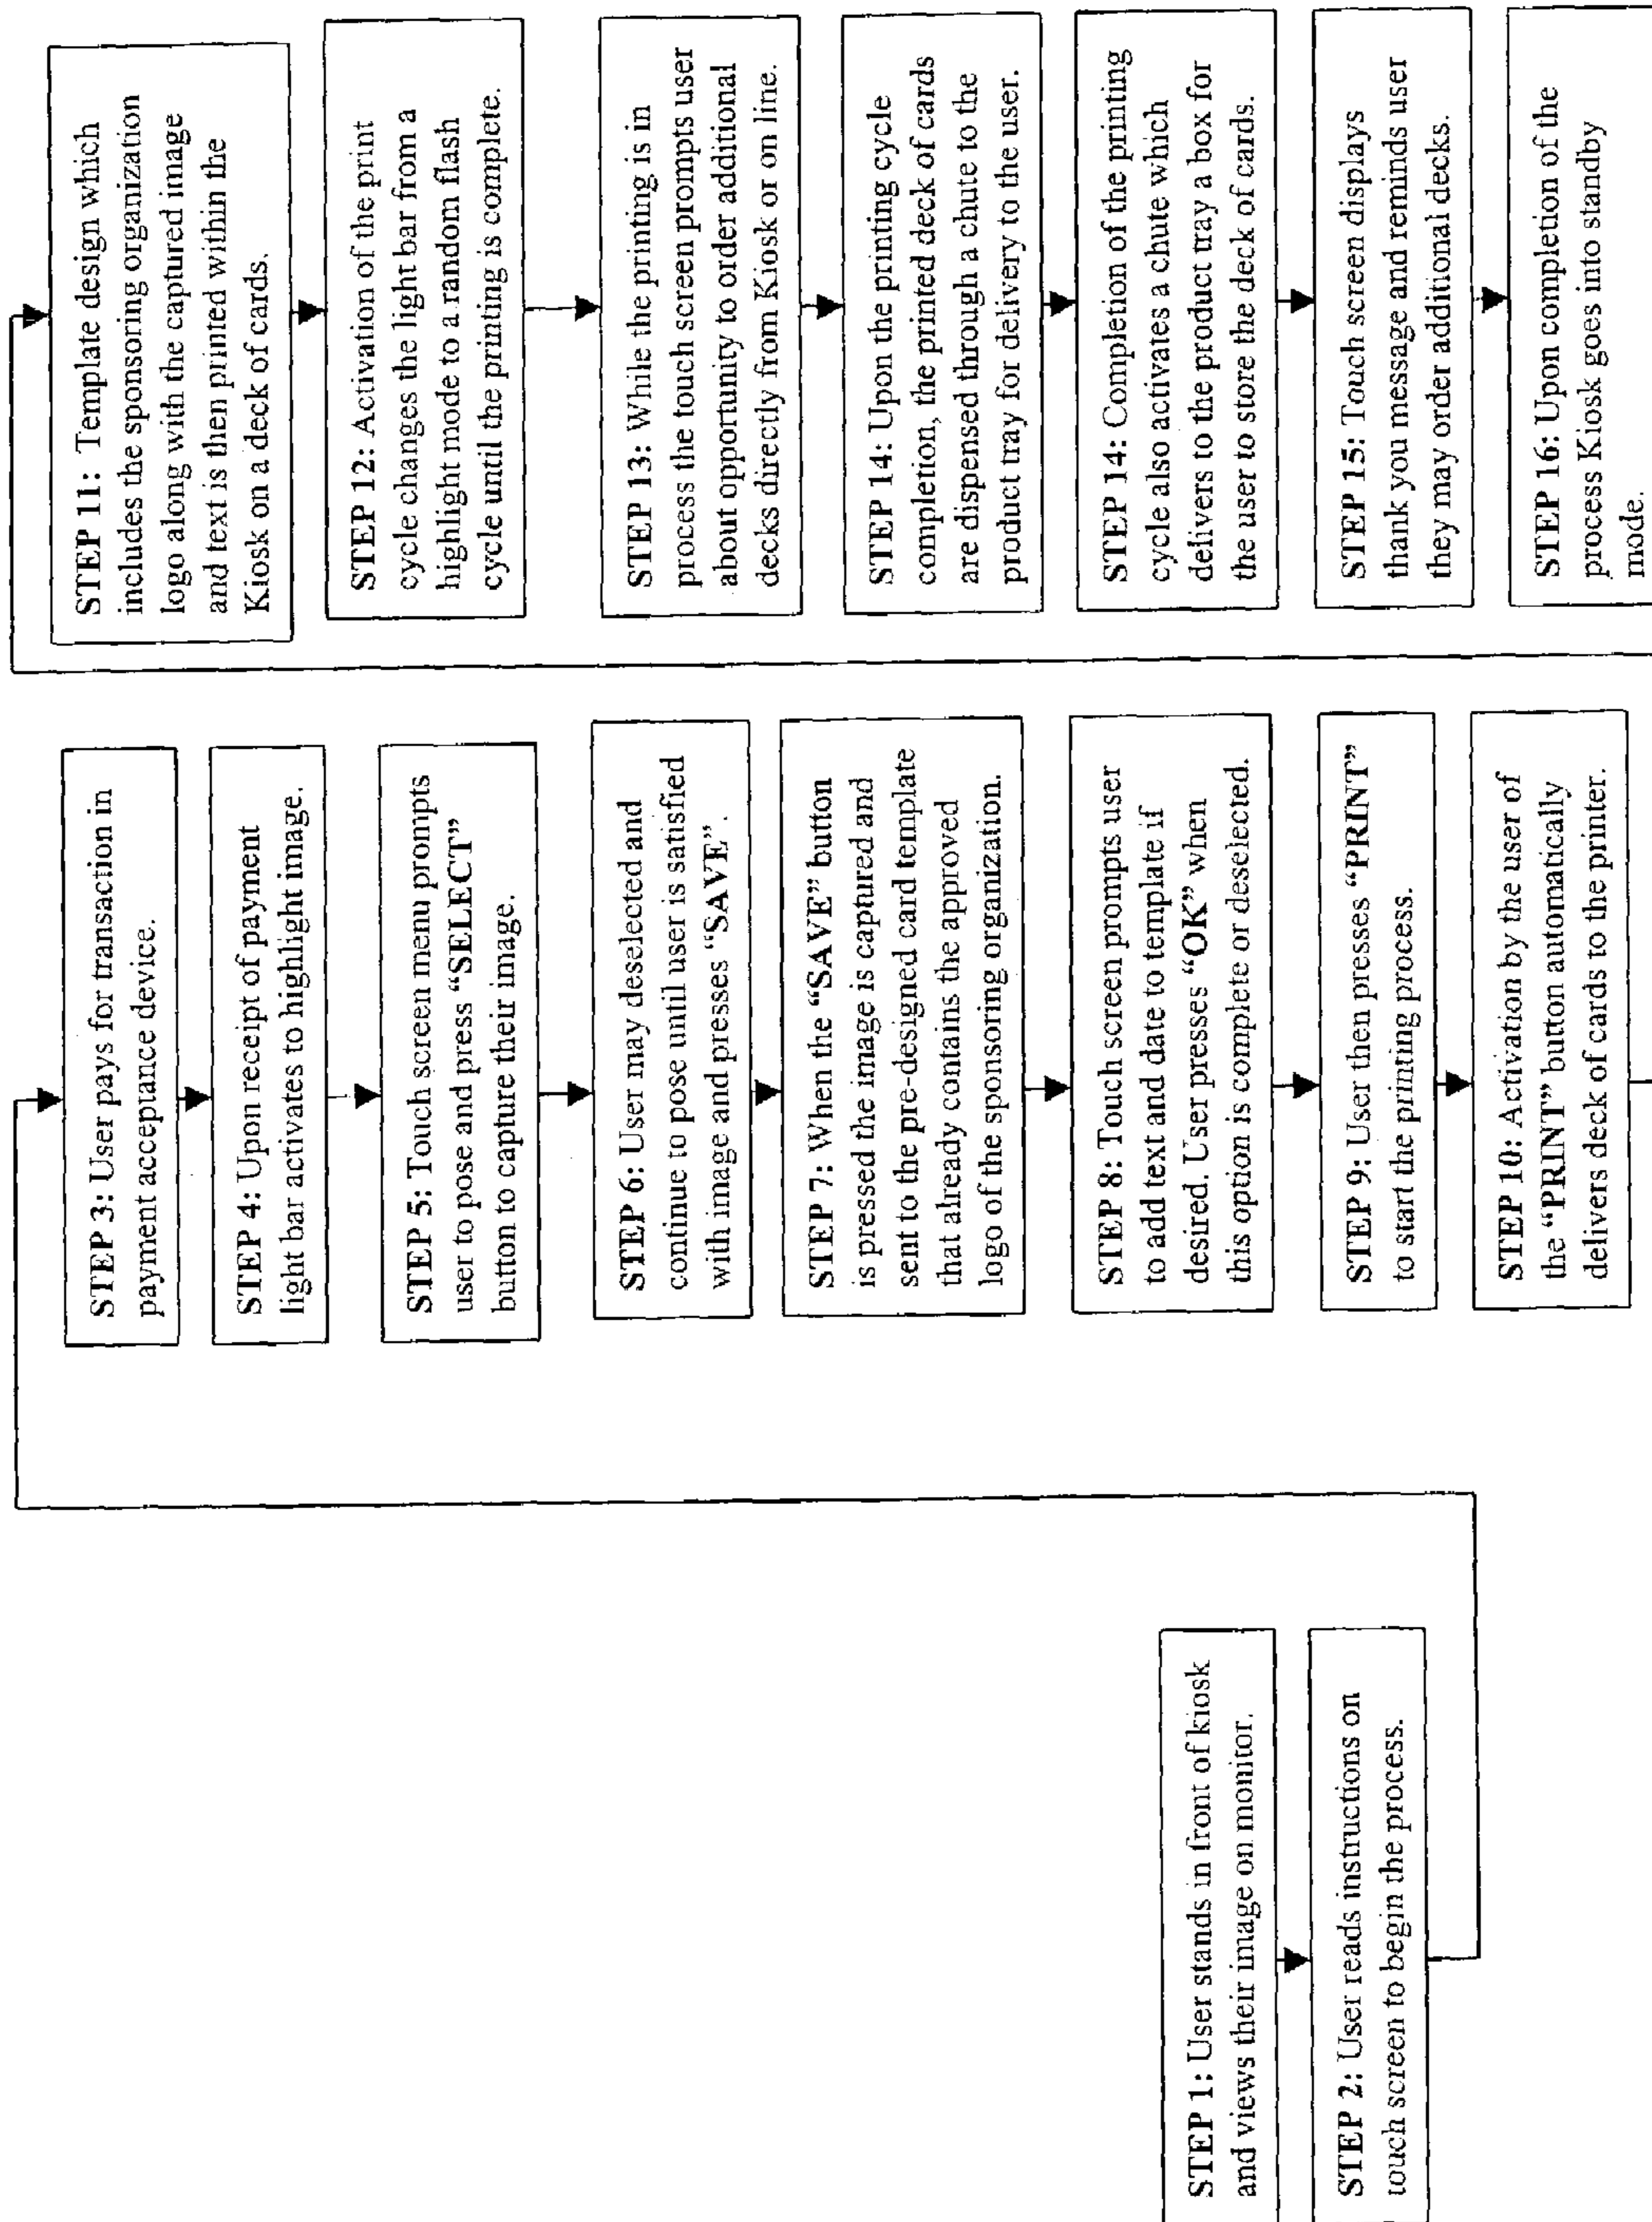 STEP 1: User stands in front of kiosk
and views their image on monitor.
STEP 2: User reads instructions on
touch screen to begin the process.
STEP 3: User pays for transaction in
payment acceptance device.
STEP 4: Upon receipt of payment
light bar activates to highlight image.
STEP 5: Touch screen menu prompts
user to pose and press “SELECT”
button to capture their image.
STEP 6: User may deselected and
continue to pose until user is satisfied
with image and presses “SAVE”.
STEP 7: When the “SAVE” button
is pressed the image is captured and
sent to the pre-designed card template
that already contains the approved
logo of the sponsoring organization.
STEP 8: Touch screen prompts user
to add text and date to template if
desired. User presses “OK” when
this option is complete or deselected.
STEP 9: User then presses “PRINT”
to start the printing process.
STEP 10: Activation by the user of
the “PRINT” button automatically
delivers deck of cards to the printer.
STEP 11: Template design which
includes the sponsoring organization
logo along with the captured image
and text is then printed within the
Kiosk on a deck of cards.
STEP 12: Activation of the print
cycle changes the light bar from a
highlight mode to a random flash
cycle until the printing is complete.
STEP 13: While the printing is in
process the touch screen prompts user
about opportunity to order additional
decks directly from Kiosk or on line.
STEP 14: Upon the printing cycle
completion, the printed deck of cards
are dispensed through a chute to the
product tray for delivery to the user.
STEP 14: Completion of the printing
cycle also activates a chute which
delivers to the product tray a box for
the user to store the deck of cards.
STEP 15: Touch screen displays
thank you message and reminds user
they may order additional decks.
STEP 16: Upon completion of the
process Kiosk goes into standby
mode.